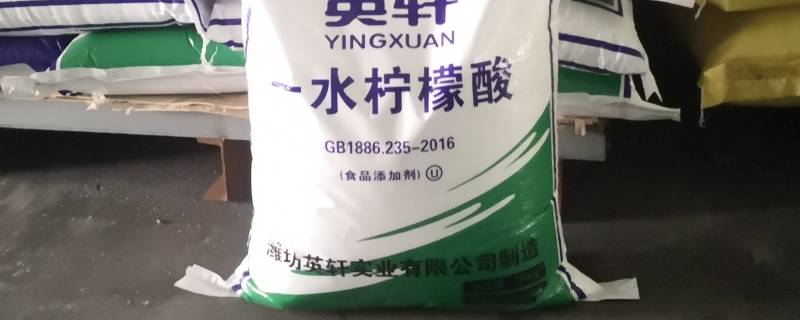 英轩
YINGXUAN
一水柠檬酸
GB1886.235-2016
(食品添加剂) U
潍坊英轩实业有限公司制造